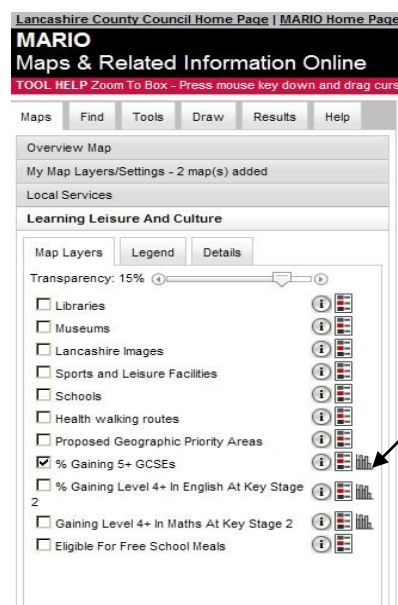 Lancashire County Council Home Page | MARIO Home Page
MARIO
Maps & Related Information Online
TOOL HELP Zoom To Box - Press mouse key down and drag curs
Maps Find Tools Draw Results Help
Overview Map
My Map Layers/Settings - 2 map(s) added
Local Services
Learning Leisure And Culture
Map Layers Legend Details
Transparency: 15%
Libraries
Museums
Lancashire Images
Sports and Leisure Facilities
Schools
Health walking routes
Proposed Geographic Priority Areas
% Gaining 5+ GCSEs
% Gaining Level 4+ In English At Key Stage
2
Gaining Level 4+ In Maths At Key Stage 2
Eligible For Free School Meals